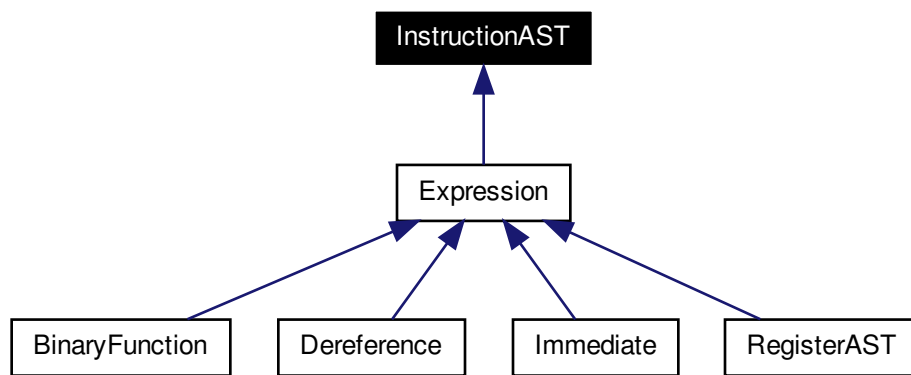 InstructionAST
Expression
BinaryFunction
Dereference
Immediate
RegisterAST